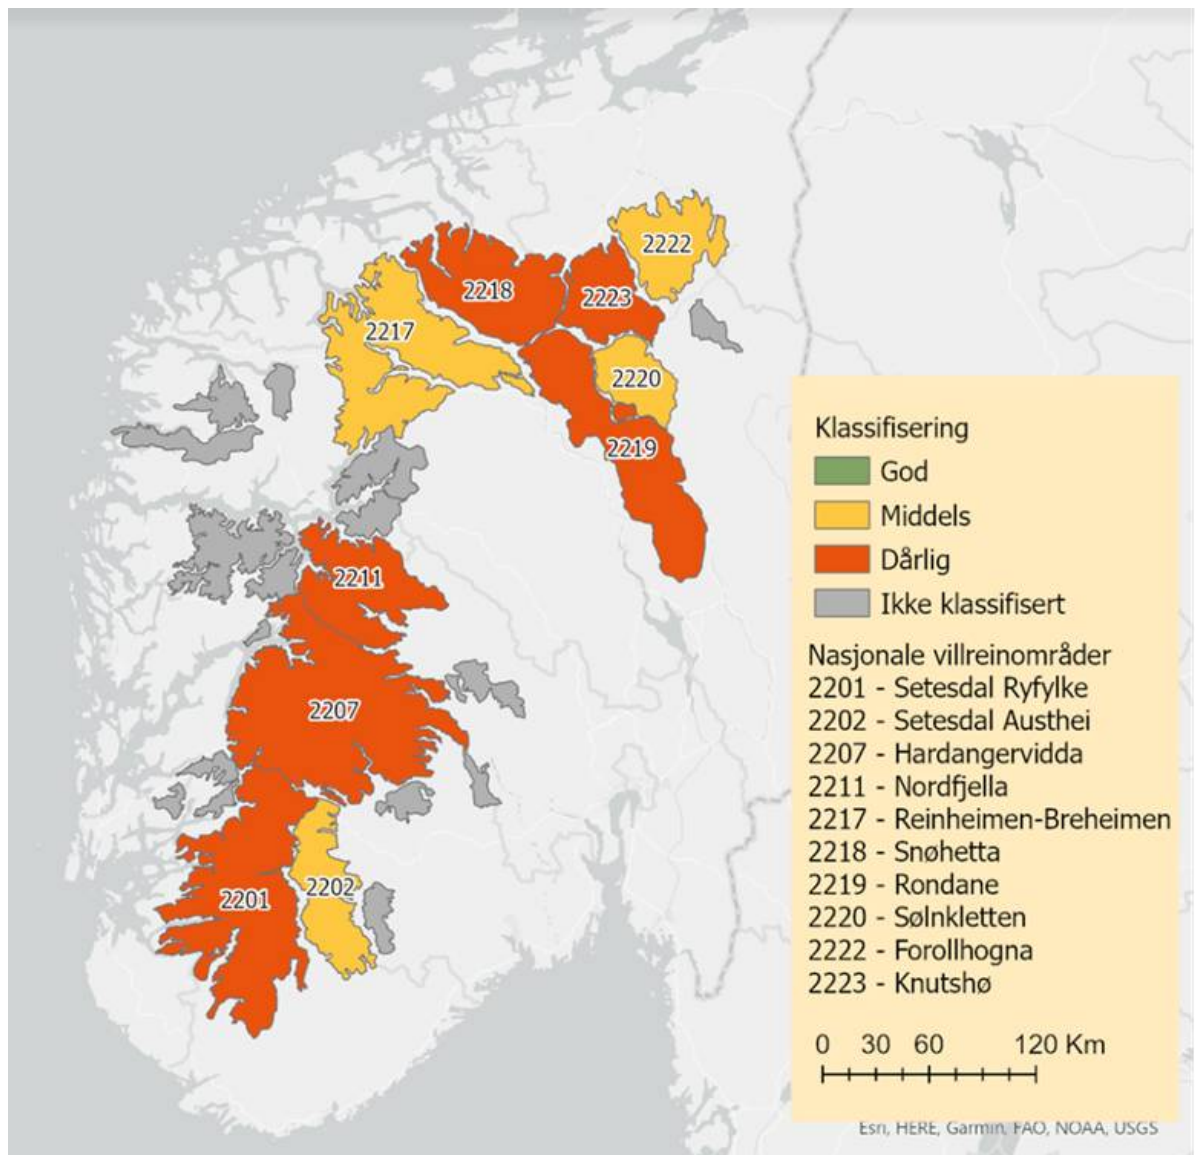 2222
2218
2223
2217
2220
2219
2211
2207
2202
2201
Klassifisering
God
Middels
Dårlig
Ikke klassifisert
Nasjonale villreinområder
2201 - Setesdal Ryfylke
2202 - Setesdal Austhei
2207 - Hardangervidda
2211 - Nordfjella
2217 - Reinheimen-Breheimen
2218 - Snøhetta
2219 - Rondane
2220 - Sølnkletten
2222 - Forollhogna
2223 - Knutshø
0 30 60 120 Km
Esri, HERE, Garmin, FAO, NOAA, USGS